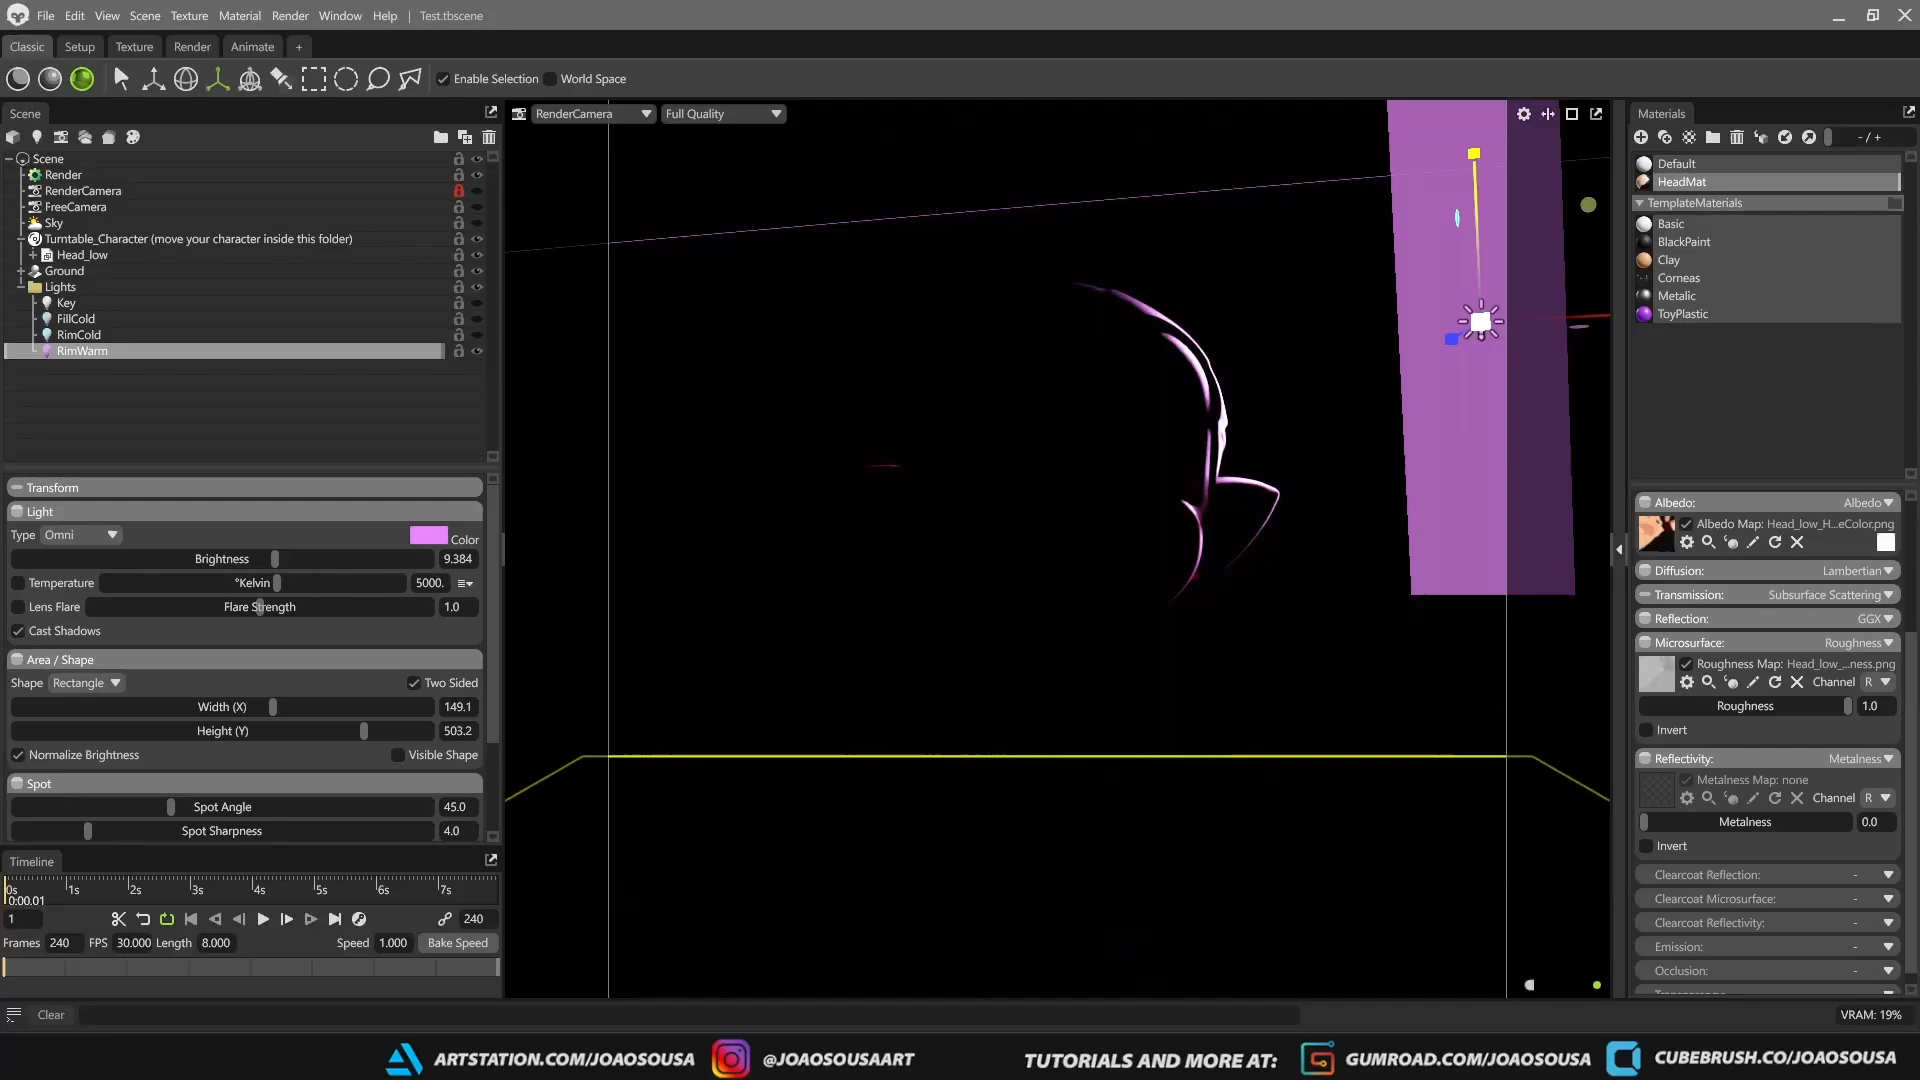 File Edit View Scene Texture Material Render Window Help | Test.tbscene
Classic Setup Texture Render Animate +
Enable Selection World Space
Scene
RenderCamera Full Quality
Scene
Render
RenderCamera
FreeCamera
Sky
Turntable_Character (move your character inside this folder)
Head_low
Ground
Lights
Key
FillCold
RimCold
RimWarm
Transform
Light
Type Omni Color
Brightness 9.384
Temperature °Kelvin 5000.
Lens Flare Flare Strength 1.0
Cast Shadows
Area / Shape
Shape Rectangle Two Sided
Width (X) 149.1
Height (Y) 503.2
Normalize Brightness Visible Shape
Spot
Spot Angle 45.0
Spot Sharpness 4.0
Timeline
0s 1s 2s 3s 4s 5s 6s 7s
0:00.01
1 240
Frames 240 FPS 30.000 Length 8.000 Speed 1.000 Bake Speed
Clear
Materials
- / +
Default
HeadMat
TemplateMaterials
Basic
BlackPaint
Clay
Corneas
Metalic
ToyPlastic
Albedo: Albedo
Albedo Map: Head_low_H...eColor.png
Diffusion: Lambertian
Transmission: Subsurface Scattering
Reflection: GGX
Microsurface: Roughness
Roughness Map: Head_low_...ness.png
Channel R
Roughness 1.0
Invert
Reflectivity: Metalness
Metalness Map: none
Channel R
Metalness 0.0
Invert
Clearcoat Reflection: -
Clearcoat Microsurface: -
Clearcoat Reflectivity: -
Emission: -
Occlusion: -
VRAM: 19%
ARTSTATION.COM/JOAOSOUSA @JOAOSOUSAART TUTORIALS AND MORE AT: GUMROAD.COM/JOAOSOUSA CUBEBRUSH.CO/JOAOSOUSA